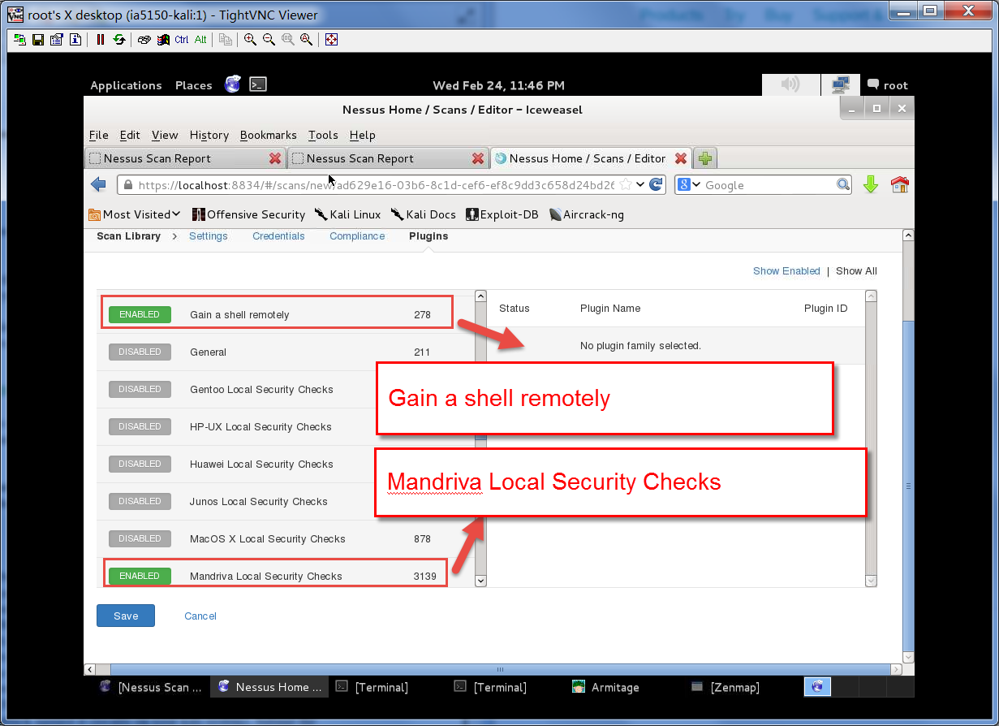 root's X desktop (ia5150-kali:1) - TightVNC Viewer
Ctrl Alt
Applications Places Wed Feb 24, 11:46 PM root
Nessus Home / Scans / Editor - Iceweasel
File Edit View History Bookmarks Tools Help
Nessus Scan Report Nessus Scan Report Nessus Home / Scans / Editor
https://localhost:8834/#/scans/new/ad629e16-03b6-8c1d-cef6-ef8c9dd3c658d24bd26 Google
Most Visited Offensive Security Kali Linux Kali Docs Exploit-DB Aircrack-ng
Scan Library > Settings Credentials Compliance Plugins
Show Enabled | Show All
Status Plugin Name Plugin ID
ENABLED Gain a shell remotely 278
No plugin family selected.
DISABLED General 211
DISABLED Gentoo Local Security Checks
Gain a shell remotely
DISABLED HP-UX Local Security Checks
DISABLED Huawei Local Security Checks
Mandriva Local Security Checks
DISABLED Junos Local Security Checks
DISABLED MacOS X Local Security Checks 878
ENABLED Mandriva Local Security Checks 3139
Save Cancel
[Nessus Scan ... Nessus Home ... [Terminal] [Terminal] Armitage [Zenmap]